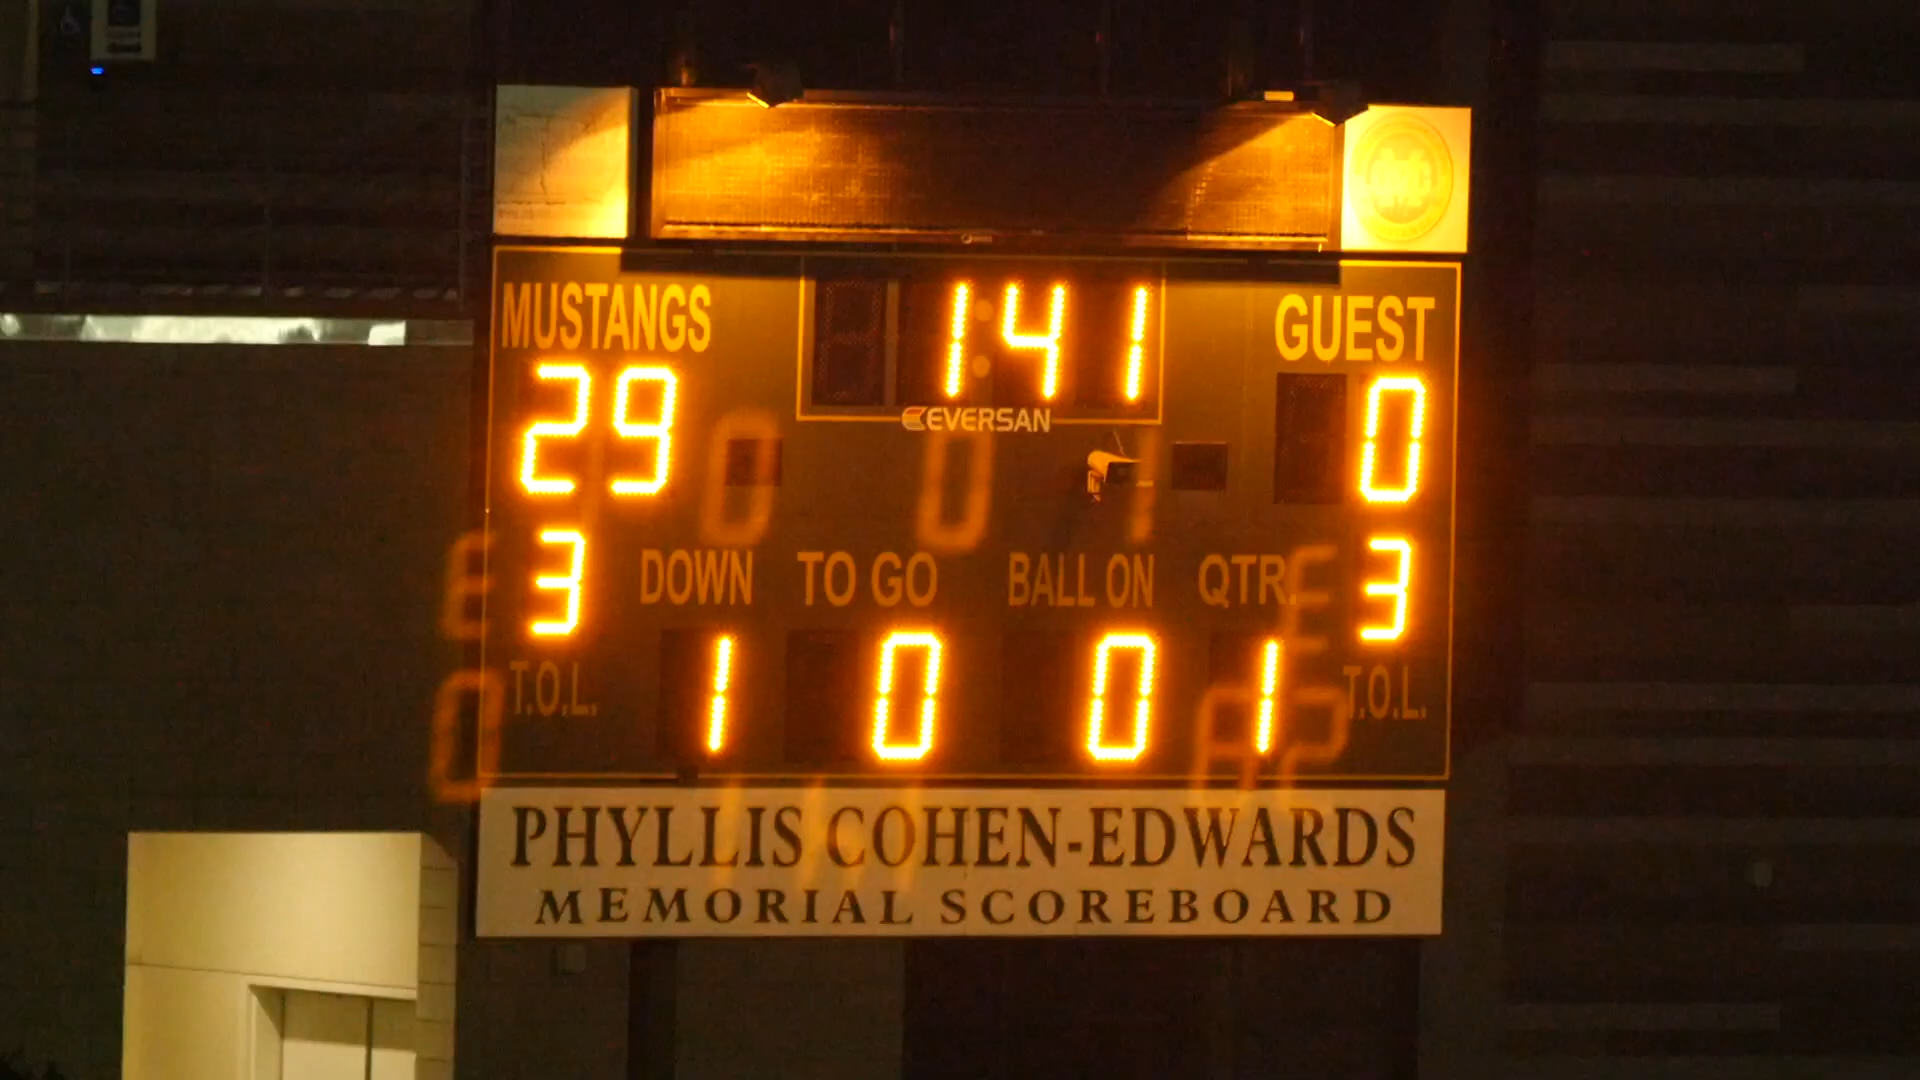 MUSTANGS 1:41 GUEST
29 0
EVERSAN
3 DOWN TO GO BALL ON QTR. 3
T.O.L. 1 0 0 1 T.O.L.
PHYLLIS COHEN-EDWARDS
MEMORIAL SCOREBOARD